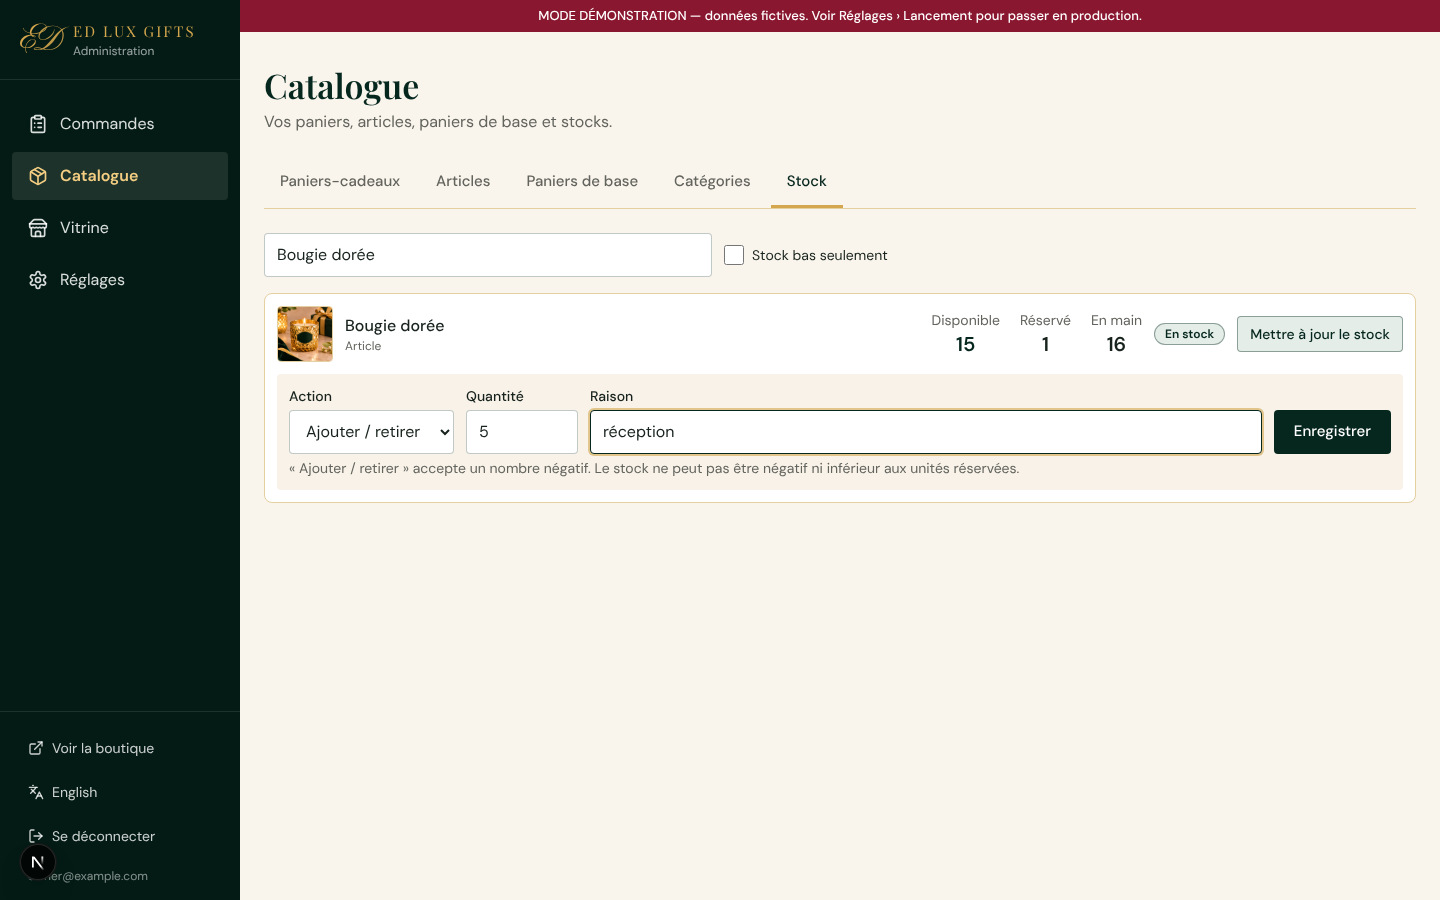 MODE DÉMONSTRATION — données fictives. Voir Réglages › Lancement pour passer en production.
ED LUX GIFTS
Administration
Commandes
Catalogue
Vitrine
Réglages
Voir la boutique
English
Se déconnecter
N
@example.com
Catalogue
Vos paniers, articles, paniers de base et stocks.
Paniers-cadeaux Articles Paniers de base Catégories Stock
Bougie dorée Stock bas seulement
Bougie dorée
Article
Disponible Réservé En main
15 1 16
En stock Mettre à jour le stock
Action Quantité Raison
Ajouter / retirer 5 réception Enregistrer
« Ajouter / retirer » accepte un nombre négatif. Le stock ne peut pas être négatif ni inférieur aux unités réservées.